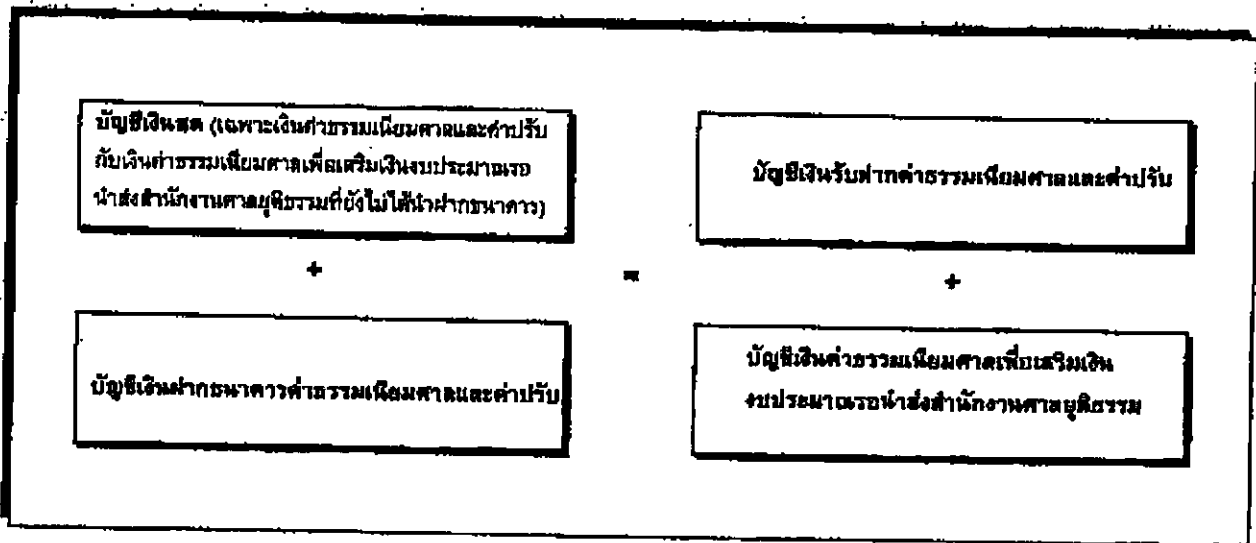 บัญชีเงินสด (เฉพาะเงินค่าธรรมเนียมศาลและค่าปรับ
กับเงินค่าธรรมเนียมศาลเพื่อเสริมเงินงบประมาณรอ
นำส่งสำนักงานศาลยุติธรรมที่ยังไม่ได้นำฝากธนาคาร)
+
บัญชีเงินฝากธนาคารค่าธรรมเนียมศาลและค่าปรับ
=
บัญชีเงินรับฝากค่าธรรมเนียมศาลและค่าปรับ
+
บัญชีเงินค่าธรรมเนียมศาลเพื่อเสริมเงิน
งบประมาณรอนำส่งสำนักงานศาลยุติธรรม